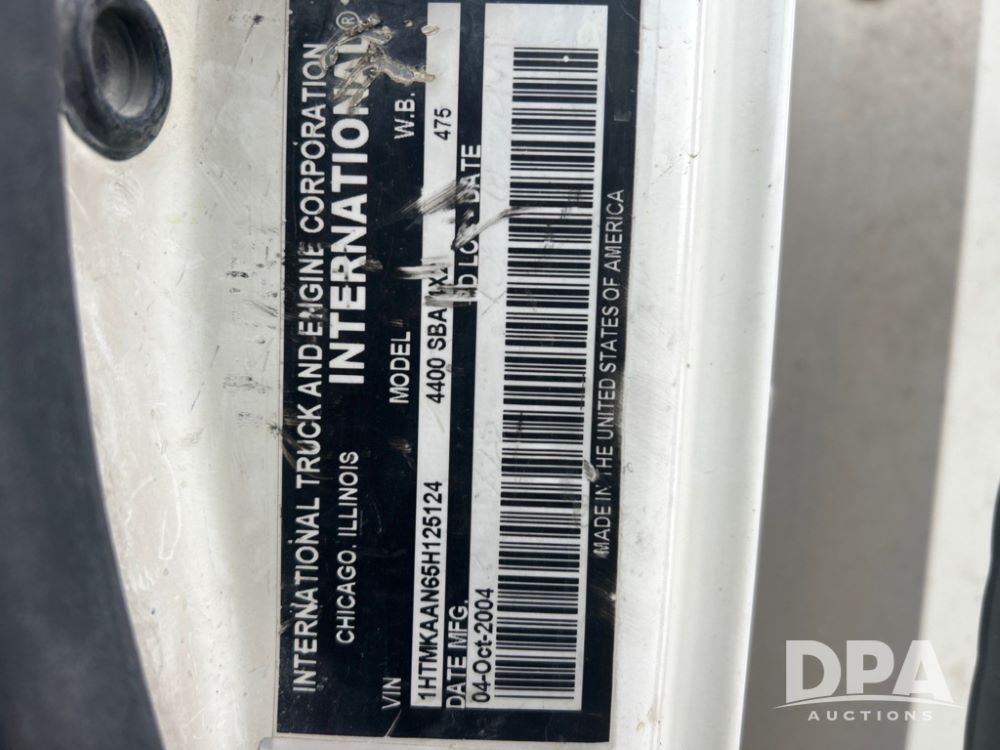 INTERNATIONAL TRUCK AND ENGINE CORPORATION
CHICAGO, ILLINOIS INTERNATIONAL®
VIN MODEL W.B.
1HTMKAAN65H125124 4400 SBA 475
DATE MFG. DATE
04-Oct-2004
MADE IN THE UNITED STATES OF AMERICA
DPA
AUCTIONS